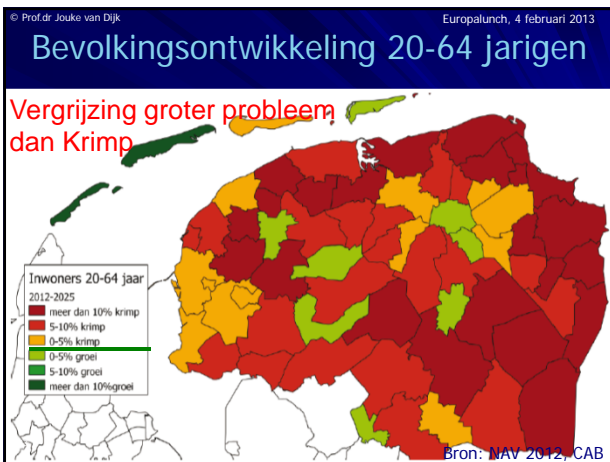 © Prof.dr Jouke van Dijk
Europalunch, 4 februari 2013
Bevolkingsontwikkeling 20-64 jarigen
Vergrijzing groter probleem
dan Krimp
Inwoners 20-64 jaar
2012-2025
meer dan 10% krimp
5-10% krimp
0-5% krimp
0-5% groei
5-10% groei
meer dan 10%groei
Bron: NAV 2012, CAB